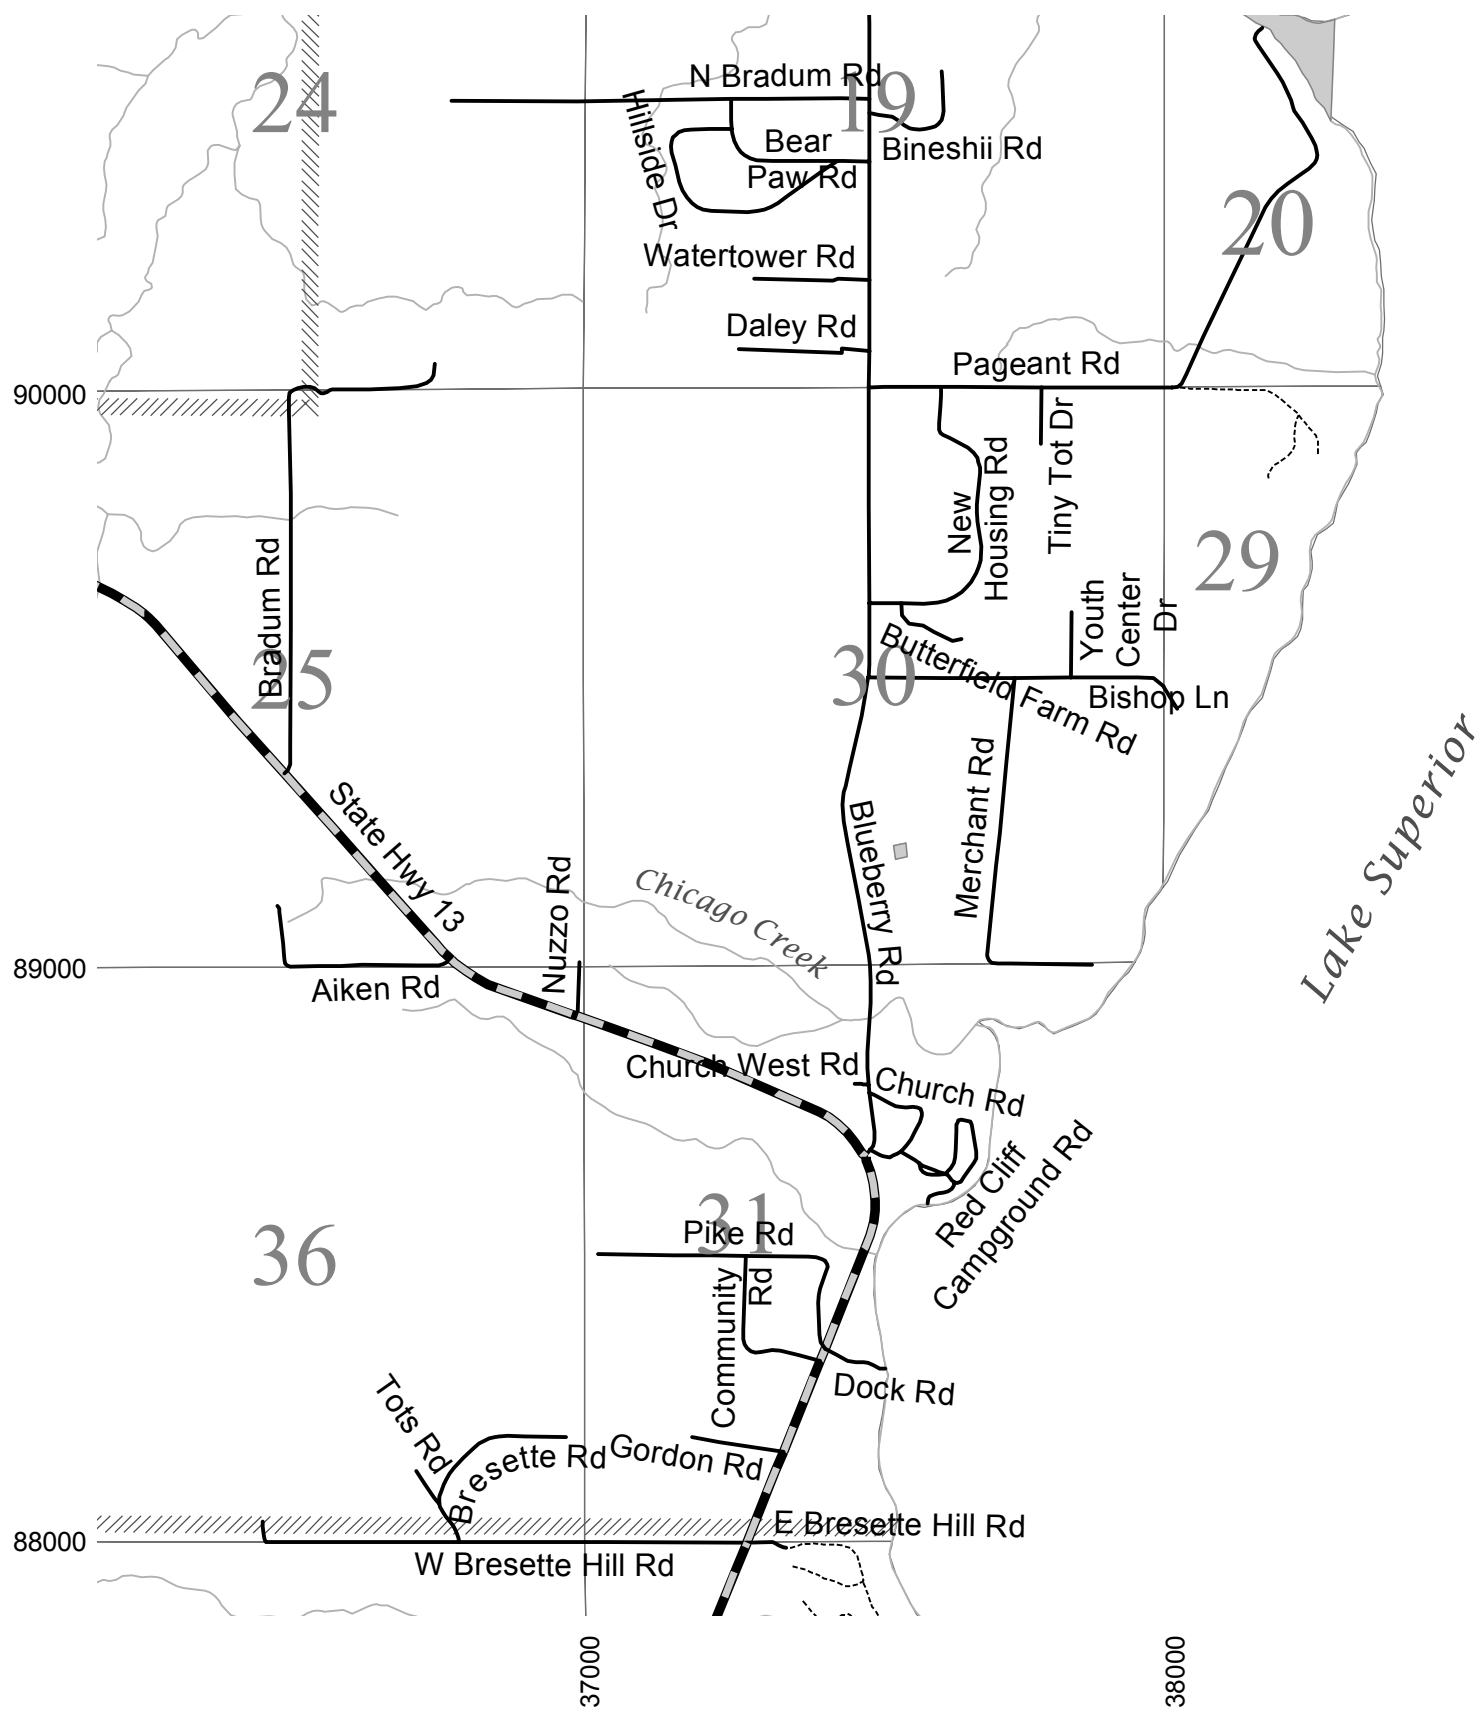 24
N Bradum Rd
19
Hillside Dr
Bear
Paw Rd
Bineshii Rd
20
Watertower Rd
Daley Rd
Pageant Rd
90000
Tiny Tot Dr
New
Housing Rd
29
Bradum Rd
Youth
Center
Dr
25
30
Butterfield Farm Rd
Bishop Ln
Merchant Rd
Lake Superior
State Hwy 13
Blueberry Rd
Nuzzo Rd
Chicago Creek
89000
Aiken Rd
Church West Rd
Church Rd
Red Cliff
Campground Rd
31
36
Pike Rd
Community
Rd
Dock Rd
Tots Rd
Bresette Rd
Gordon Rd
E Bresette Hill Rd
88000
W Bresette Hill Rd
37000
38000